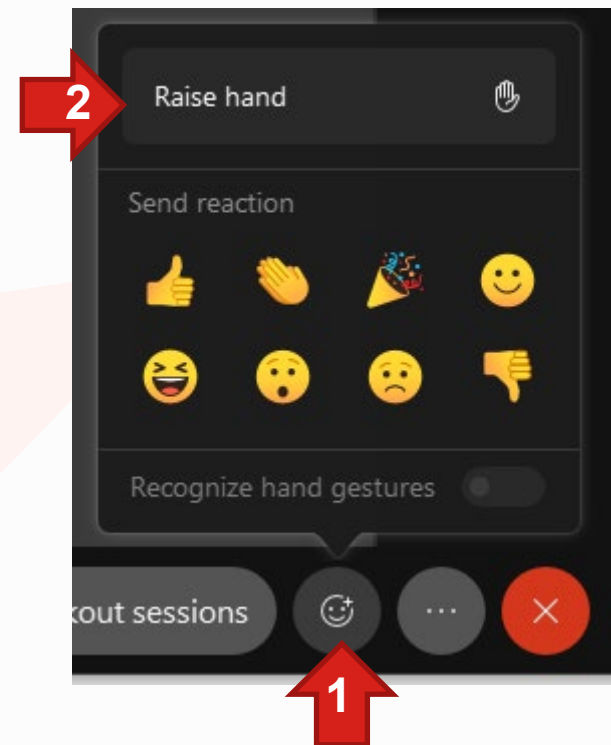 2
Raise hand
Send reaction
Recognize hand gestures
kout sessions
1